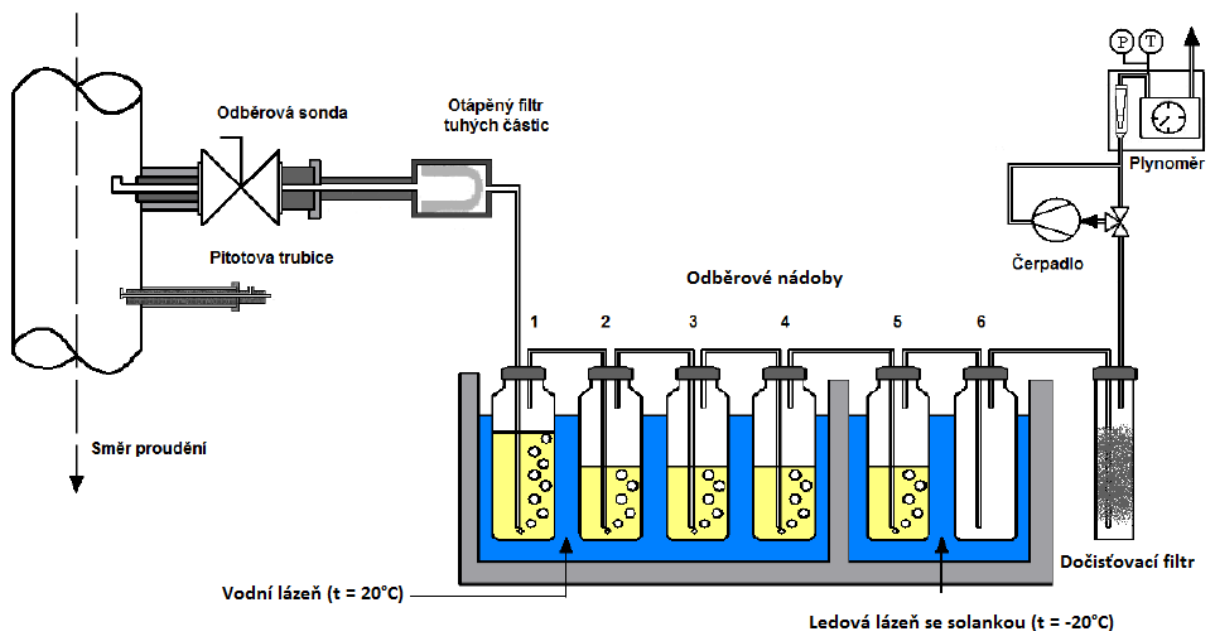 P T
Otápěný filtr
tuhých částic
Odběrová sonda
Plynoměr
Pitotova trubice
Čerpadlo
Odběrové nádoby
1 2 3 4 5 6
Směr proudění
Dočisťovací filtr
Vodní lázeň (t = 20°C)
Ledová lázeň se solankou (t = -20°C)